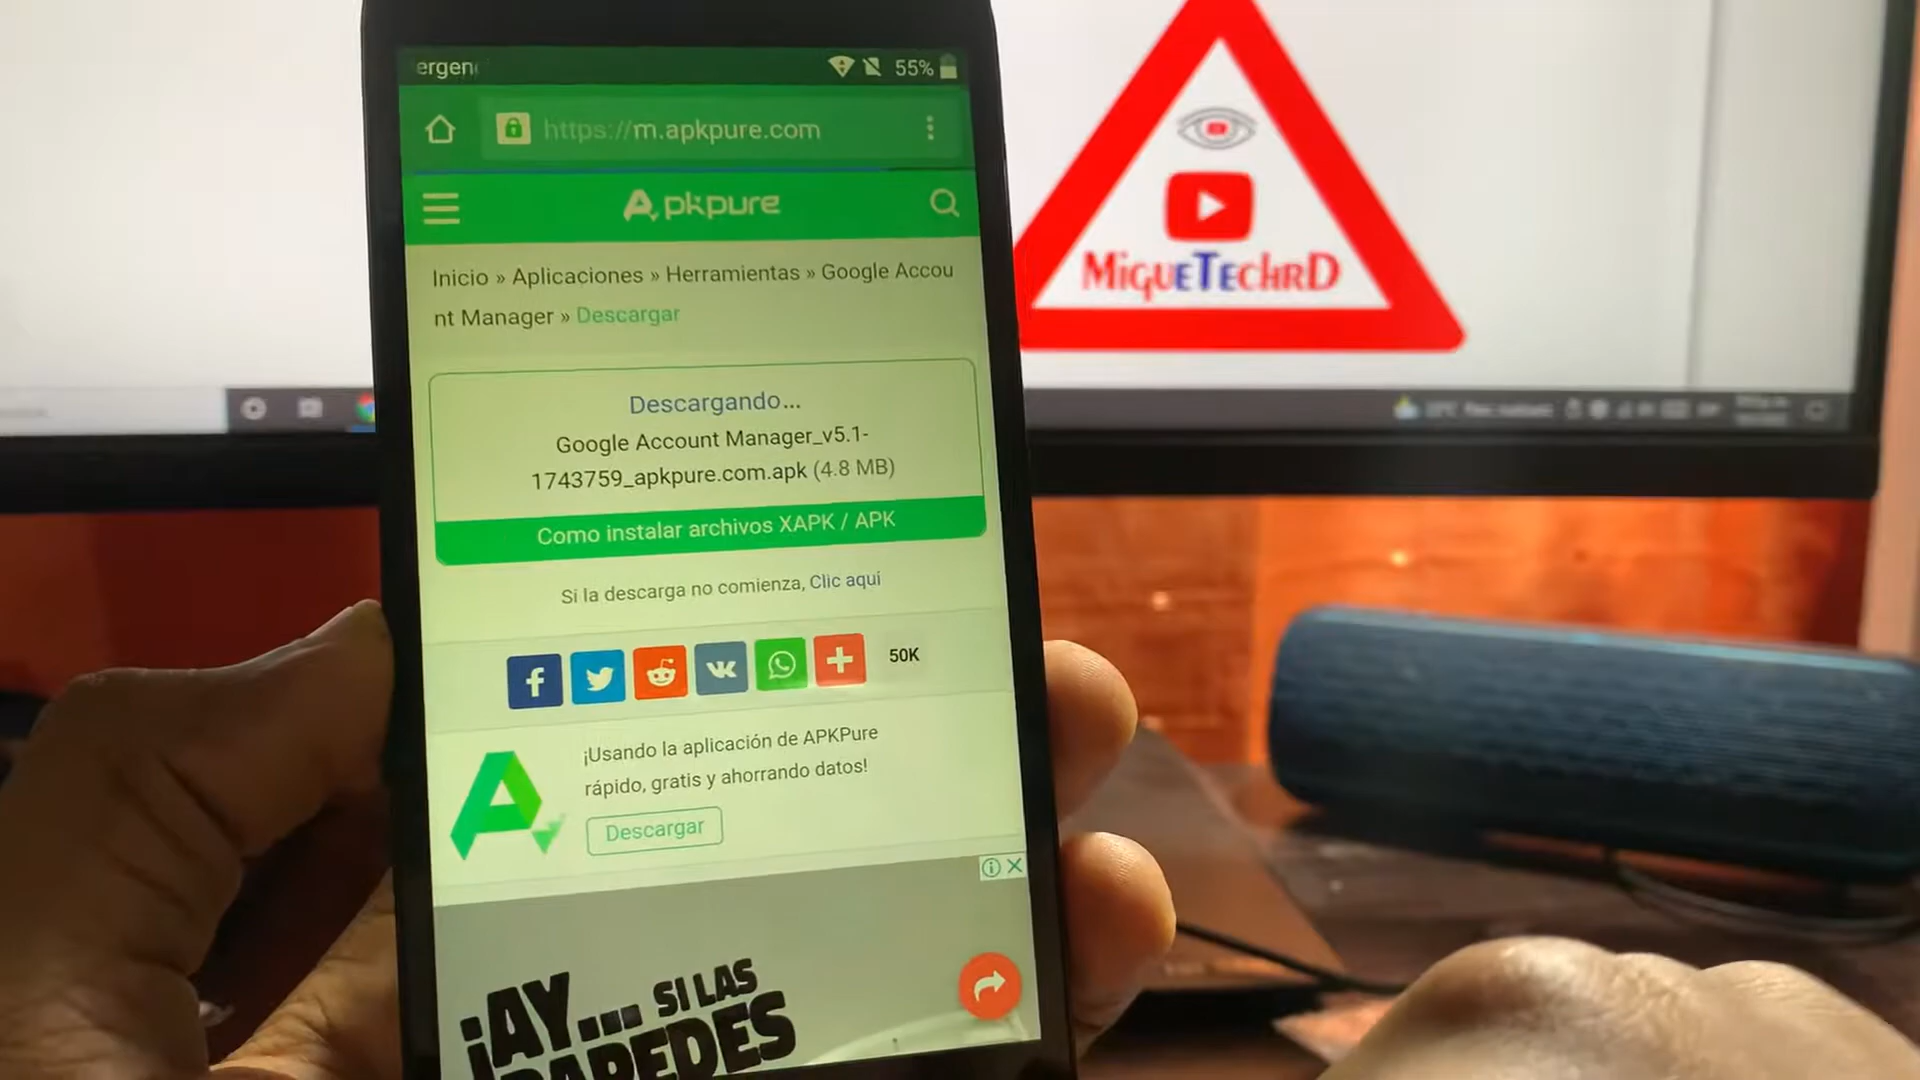 ergen
55%
https://m.apkpure.com
Apkpure
Inicio » Aplicaciones » Herramientas » Google Accou
nt Manager » Descargar
Descargando...
Google Account Manager_v5.1-
1743759_apkpure.com.apk (4.8 MB)
Como instalar archivos XAPK / APK
Si la descarga no comienza, Clic aquí
50K
¡Usando la aplicación de APKPure
rápido, gratis y ahorrando datos!
Descargar
¡AY... SI LAS
PAREDES
MiguETEchRD